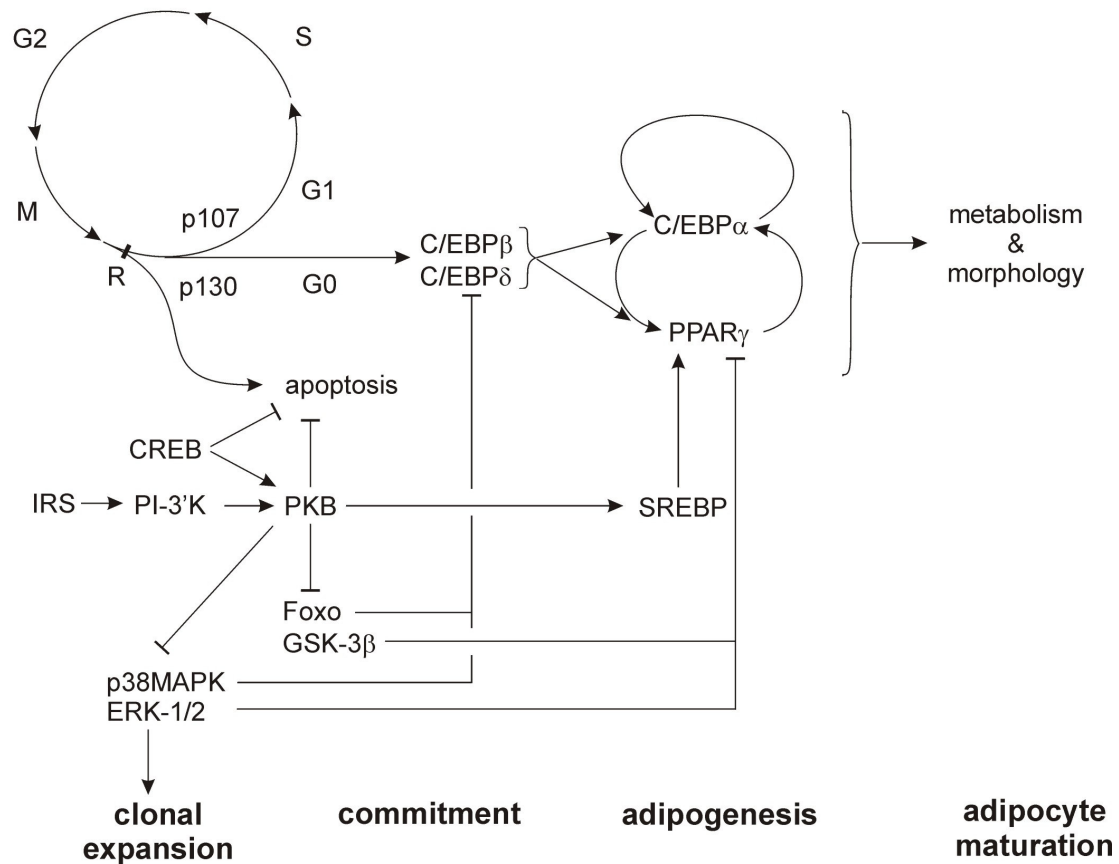 G2
S
M
G1
p107
R
p130
G0
C/EBPβ
C/EBPδ
C/EBPα
PPARγ
metabolism
&
morphology
apoptosis
CREB
IRS
PI-3'K
PKB
SREBP
Foxo
GSK-3β
p38MAPK
ERK-1/2
clonal
expansion
commitment
adipogenesis
adipocyte
maturation